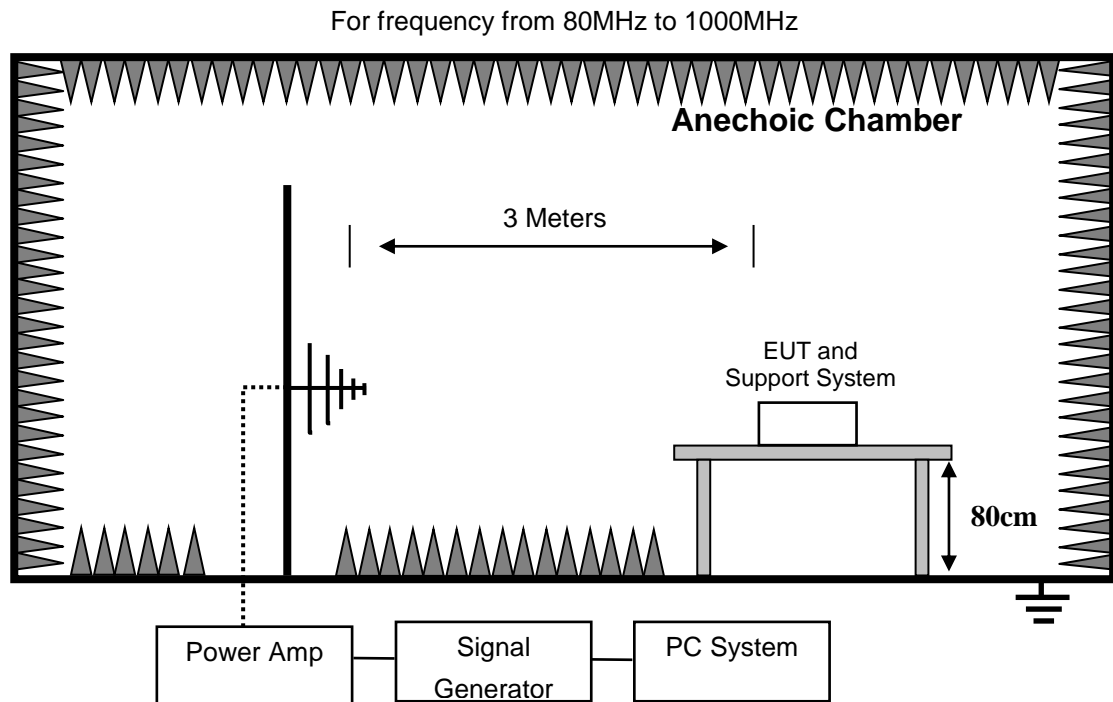 For frequency from 80MHz to 1000MHz
Anechoic Chamber
3 Meters
EUT and
Support System
80cm
Power Amp
Signal
Generator
PC System